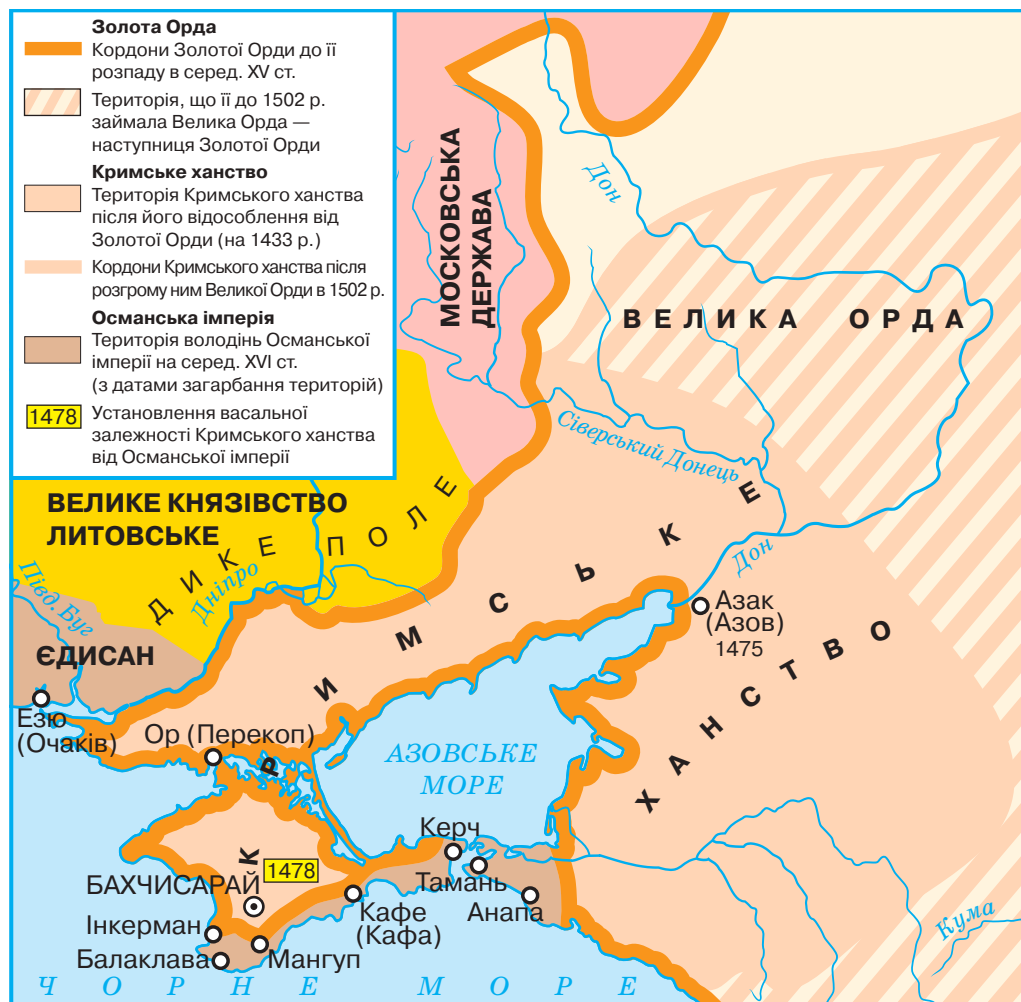 Золота Орда
Кордони Золотої Орди до її
розпаду в серед. XV ст.
Територія, що її до 1502 р.
займала Велика Орда —
наступниця Золотої Орди
Кримське ханство
Територія Кримського ханства
після його відособлення від
Золотої Орди (на 1433 р.)
Кордони Кримського ханства після
розгрому ним Великої Орди в 1502 р.
Османська імперія
Територія володінь Османської
імперії на серед. XVI ст.
(з датами загарбання територій)
1478
Установлення васальної
залежності Кримського ханства
від Османської імперії
МОСКОВСЬКА
ДЕРЖАВА
Дон
ВЕЛИКА ОРДА
Сіверський Донець
ВЕЛИКЕ КНЯЗІВСТВО
ЛИТОВСЬКЕ
ДИКЕ ПОЛЕ
Дніпро
Півд. Буг
ЄДИСАН
Езю
(Очаків)
Ор (Перекоп)
КРИМСЬКЕ
ХАНСТВО
Дон
Азак
(Азов)
1475
АЗОВСЬКЕ
МОРЕ
Керч
Тамань
Анапа
1478
БАХЧИСАРАЙ
Кафе
(Кафа)
Інкерман
Балаклава
Мангуп
Кума
ЧОРНЕ МОРЕ